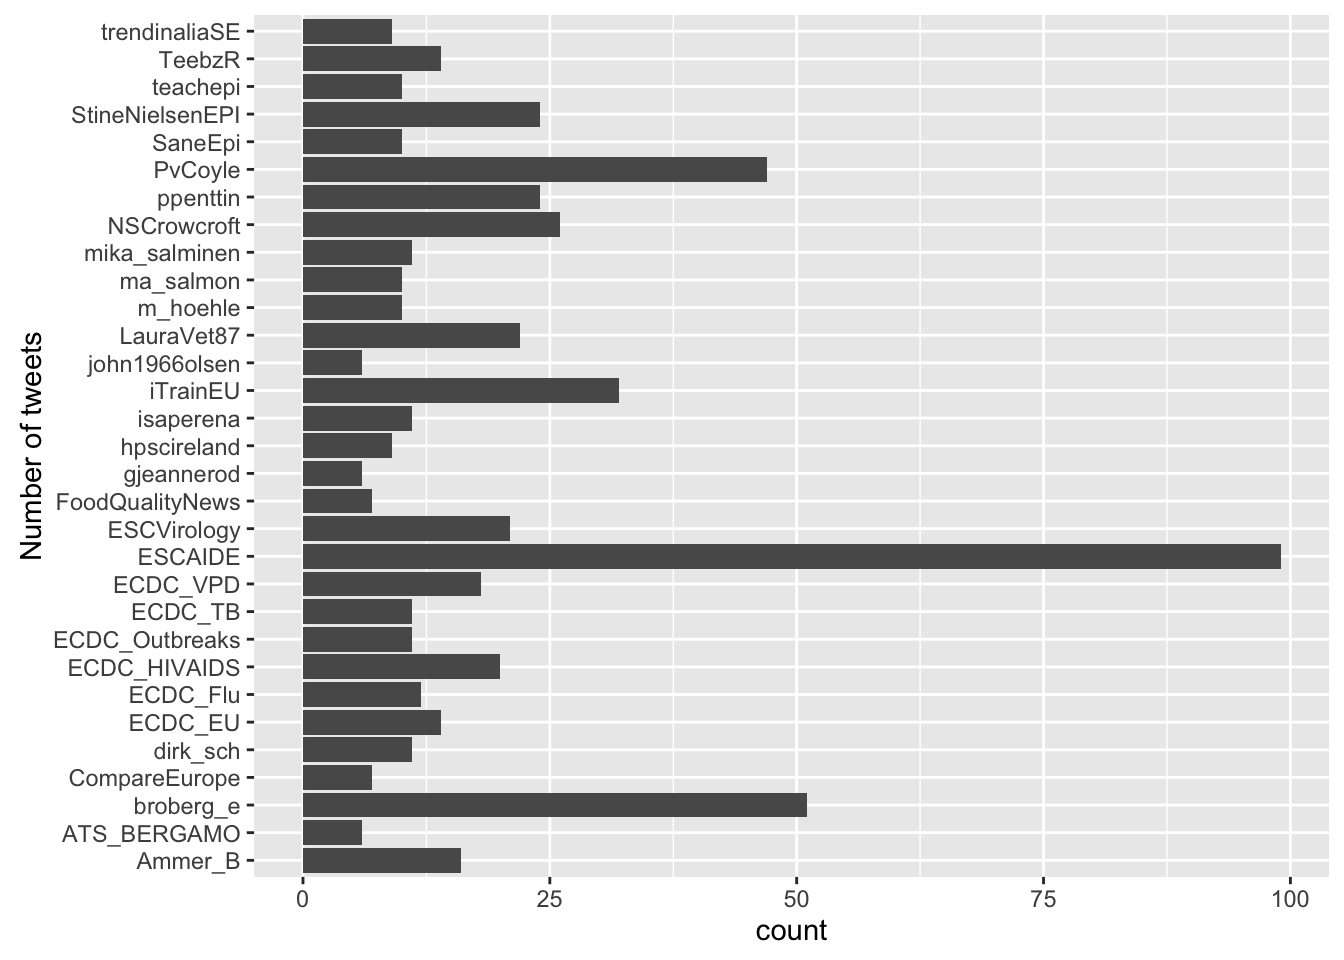 trendinaliaSE
TeebzR
teachepi
StineNielsenEPI
SaneEpi
PvCoyle
ppenttin
NSCrowcroft
mika_salminen
ma_salmon
m_hoehle
LauraVet87
john1966olsen
iTrainEU
isaperena
hpscireland
gjeannerod
FoodQualityNews
ESCVirology
ESCAIDE
ECDC_VPD
ECDC_TB
ECDC_Outbreaks
ECDC_HIVAIDS
ECDC_Flu
ECDC_EU
dirk_sch
CompareEurope
broberg_e
ATS_BERGAMO
Ammer_B
Number of tweets
0 25 50 75 100
count